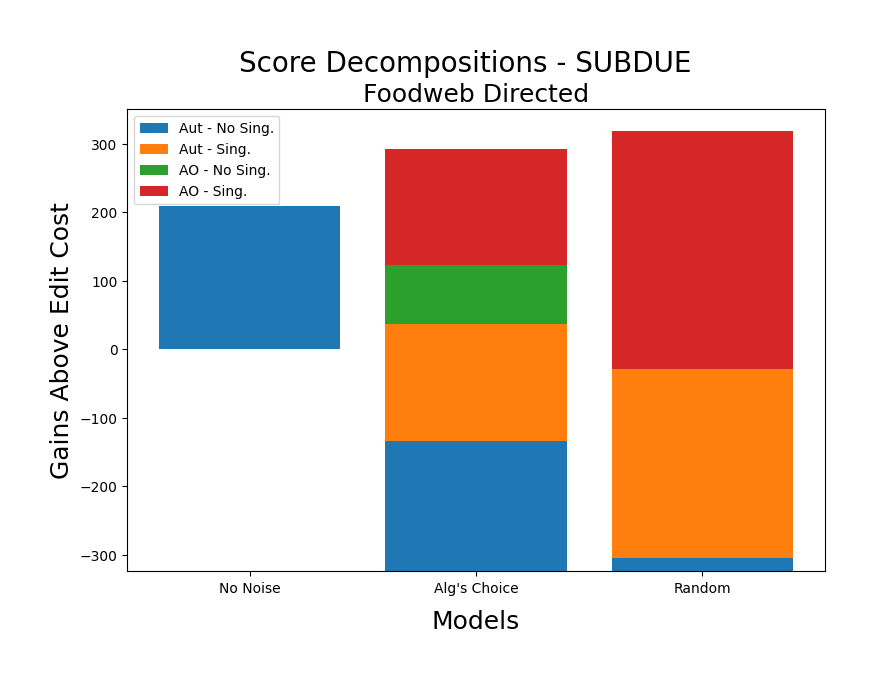 Score Decompositions - SUBDUE
Foodweb Directed
Aut - No Sing.
Aut - Sing.
AO - No Sing.
AO - Sing.
Gains Above Edit Cost
300
200
100
0
−100
−200
−300
No Noise
Alg's Choice
Random
Models